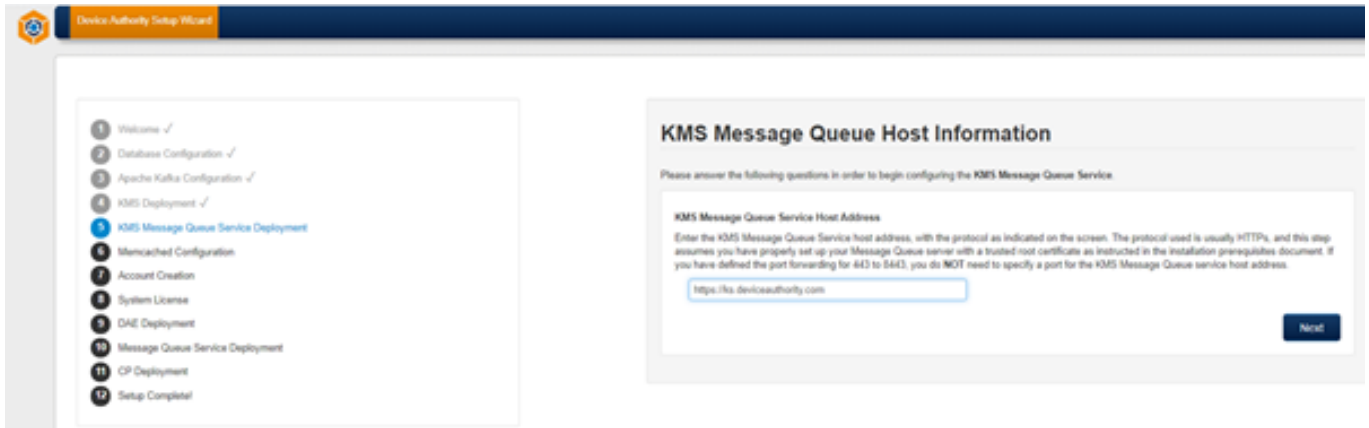 Device Authority Setup Wizard
1 Welcome ✓
2 Database Configuration ✓
3 Apache Kafka Configuration ✓
4 KMS Deployment ✓
5 KMS Message Queue Service Deployment
6 Memcached Configuration
7 Account Creation
8 System License
9 DAE Deployment
10 Message Queue Service Deployment
11 CP Deployment
12 Setup Complete!
KMS Message Queue Host Information
Please answer the following questions in order to begin configuring the KMS Message Queue Service.
KMS Message Queue Service Host Address
Enter the KMS Message Queue Service host address, with the protocol as indicated on the screen. The protocol used is usually HTTPs, and this step
assumes you have properly set up your Message Queue server with a trusted root certificate as instructed in the installation prerequisites document. If
you have defined the port forwarding for 443 to 8443, you do NOT need to specify a port for the KMS Message Queue service host address.
https://ks.deviceauthority.com
Next